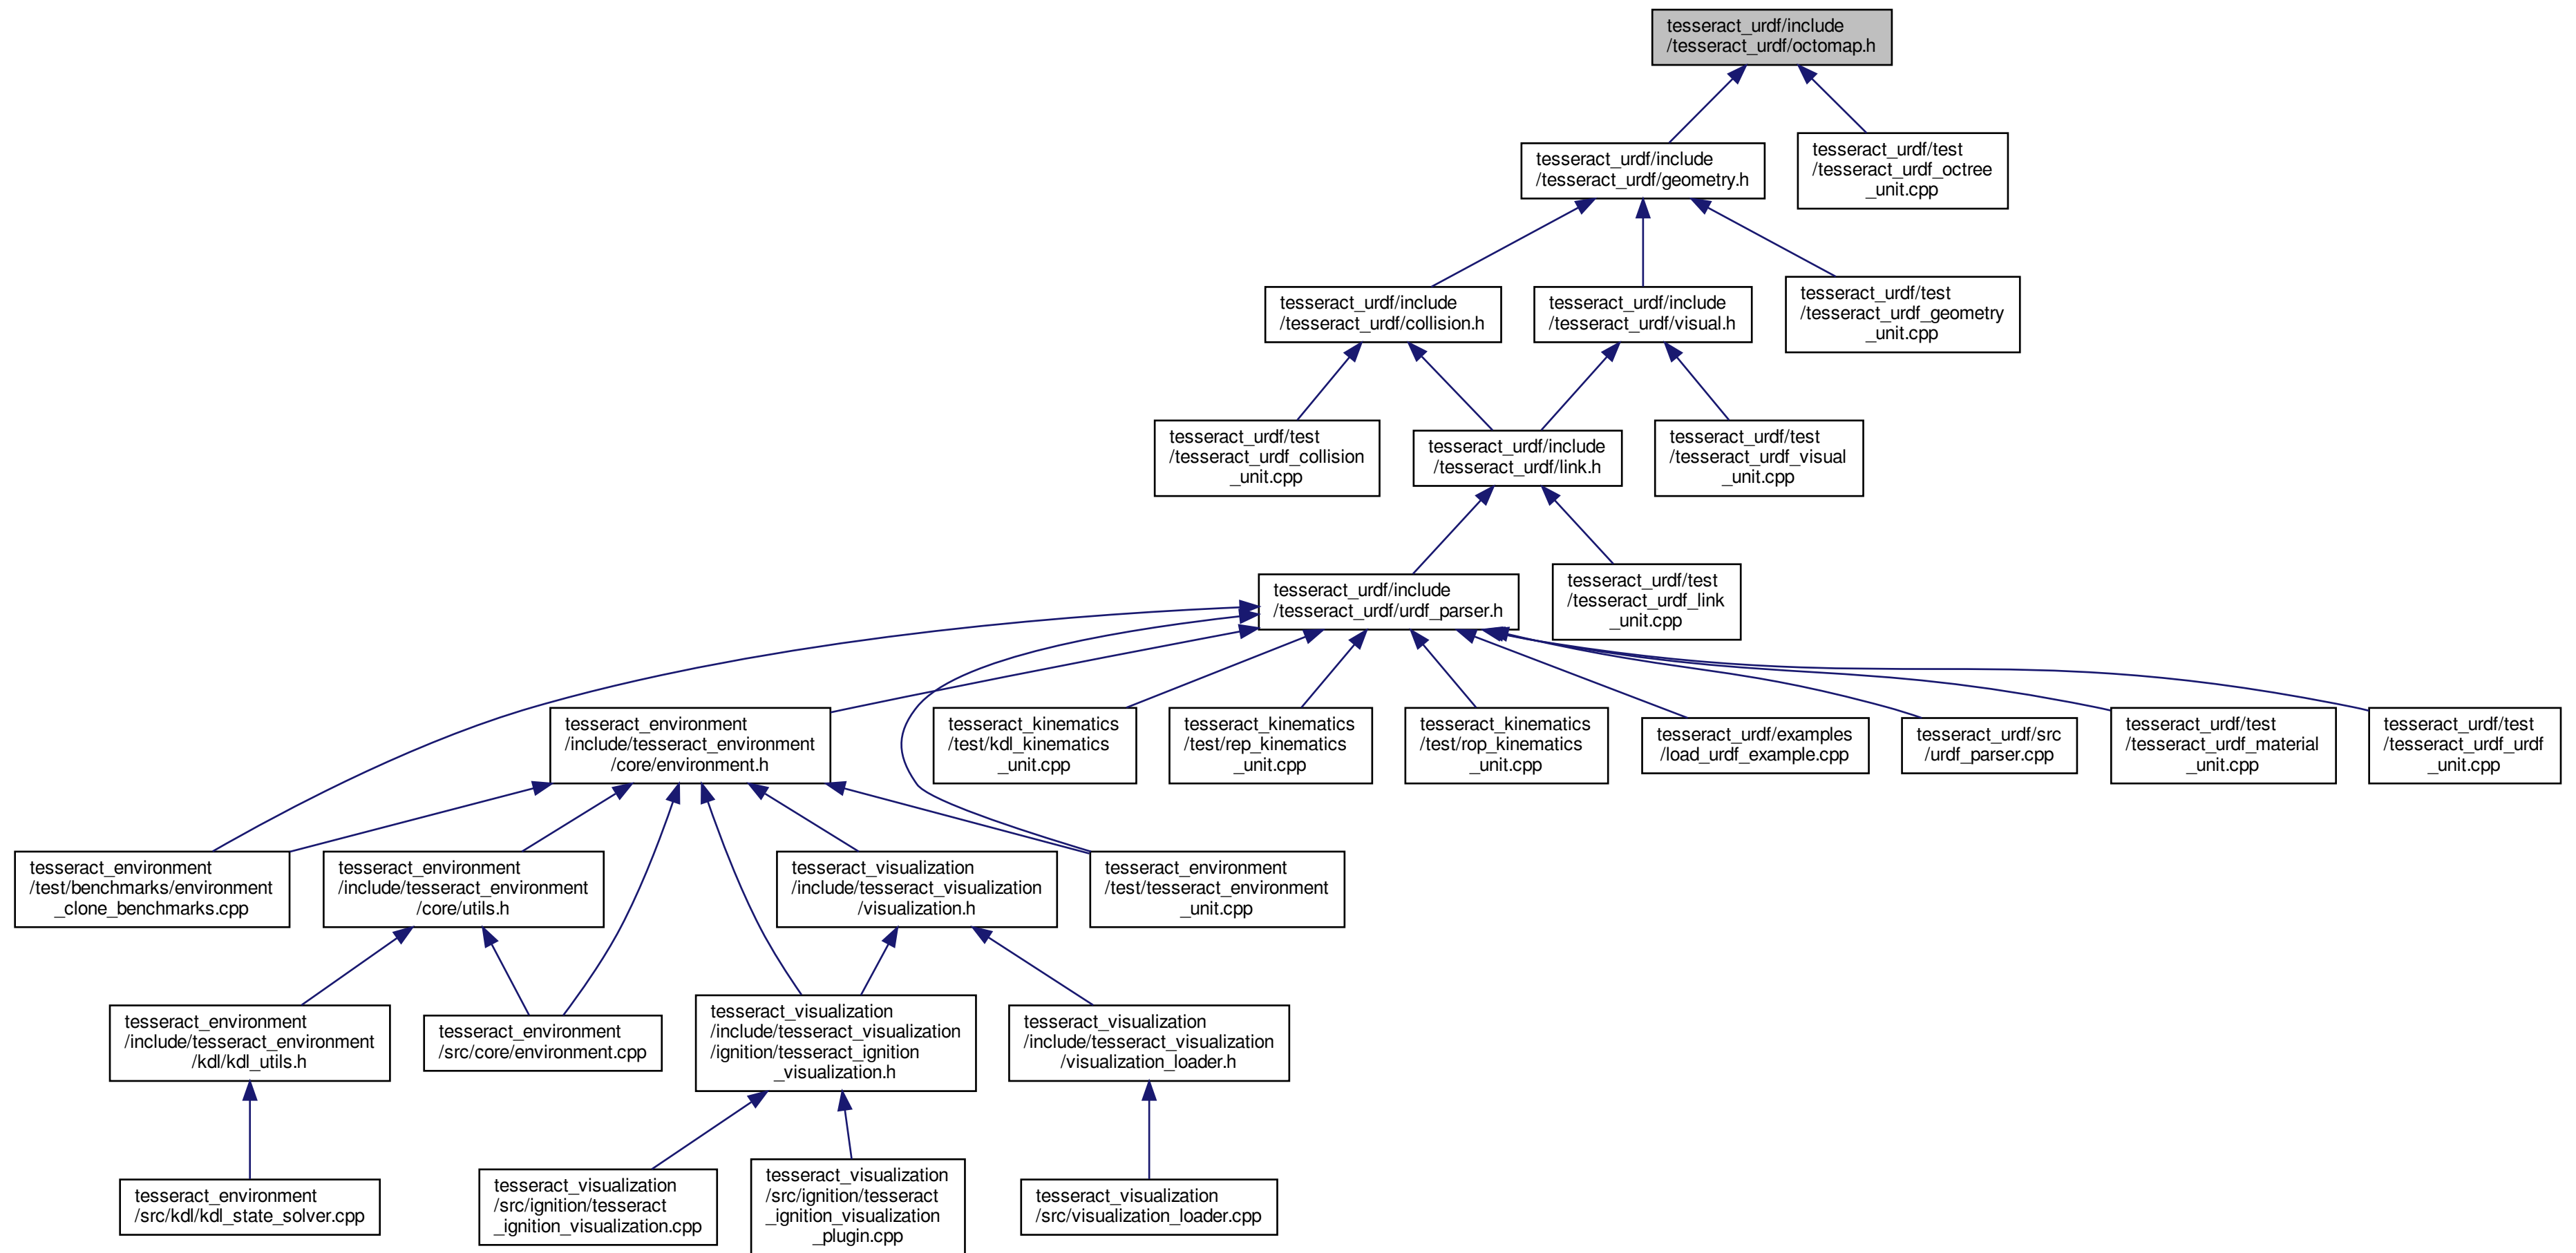 tesseract_urdf/include
/tesseract_urdf/octomap.h
tesseract_urdf/include
/tesseract_urdf/geometry.h
tesseract_urdf/test
/tesseract_urdf_octree
_unit.cpp
tesseract_urdf/include
/tesseract_urdf/collision.h
tesseract_urdf/include
/tesseract_urdf/visual.h
tesseract_urdf/test
/tesseract_urdf_geometry
_unit.cpp
tesseract_urdf/test
/tesseract_urdf_collision
_unit.cpp
tesseract_urdf/include
/tesseract_urdf/link.h
tesseract_urdf/test
/tesseract_urdf_visual
_unit.cpp
tesseract_urdf/include
/tesseract_urdf/urdf_parser.h
tesseract_urdf/test
/tesseract_urdf_link
_unit.cpp
tesseract_environment
/include/tesseract_environment
/core/environment.h
tesseract_kinematics
/test/kdl_kinematics
_unit.cpp
tesseract_kinematics
/test/rep_kinematics
_unit.cpp
tesseract_kinematics
/test/rop_kinematics
_unit.cpp
tesseract_urdf/examples
/load_urdf_example.cpp
tesseract_urdf/src
/urdf_parser.cpp
tesseract_urdf/test
/tesseract_urdf_material
_unit.cpp
tesseract_urdf/test
/tesseract_urdf_urdf
_unit.cpp
tesseract_environment
/test/benchmarks/environment
_clone_benchmarks.cpp
tesseract_environment
/include/tesseract_environment
/core/utils.h
tesseract_visualization
/include/tesseract_visualization
/visualization.h
tesseract_environment
/test/tesseract_environment
_unit.cpp
tesseract_environment
/include/tesseract_environment
/kdl/kdl_utils.h
tesseract_environment
/src/core/environment.cpp
tesseract_visualization
/include/tesseract_visualization
/ignition/tesseract_ignition
_visualization.h
tesseract_visualization
/include/tesseract_visualization
/visualization_loader.h
tesseract_environment
/src/kdl/kdl_state_solver.cpp
tesseract_visualization
/src/ignition/tesseract
_ignition_visualization.cpp
tesseract_visualization
/src/ignition/tesseract
_ignition_visualization
_plugin.cpp
tesseract_visualization
/src/visualization_loader.cpp